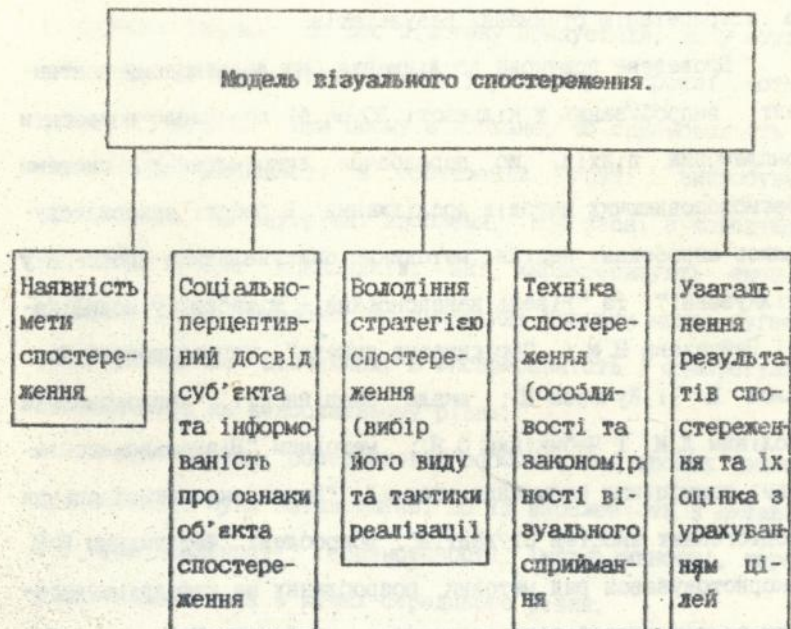 Модель візуального спостереження.
Наявність
мети
спостере-
ження
Соціально-
перцептив-
ний досвід
суб'єкта
та інформо-
ваність
про ознаки
об'єкта
спостере-
ження
Володіння
стратегією
спостере-
ження
(вибір
його виду
та тактики
реалізації
Техніка
спостере-
ження
(особли-
вості та
закономір
ності ві
зуального
сприйман-
ня
Узагаль-
нення
результа-
тів спо-
стережен-
ня та їх
оцінка з
урахуван-
ням ці-
лей